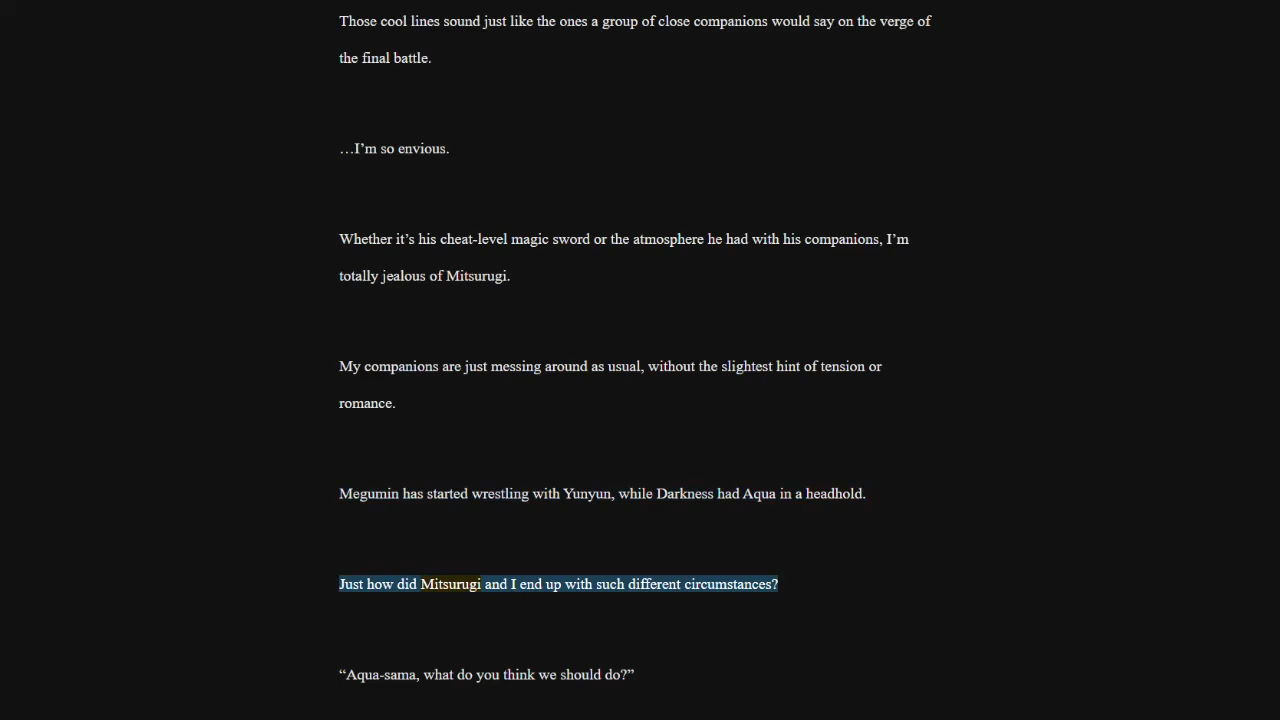 Those cool lines sound just like the ones a group of close companions would say on the verge of
the final battle.
…I’m so envious.
Whether it’s his cheat-level magic sword or the atmosphere he had with his companions, I’m
totally jealous of Mitsurugi.
My companions are just messing around as usual, without the slightest hint of tension or
romance.
Megumin has started wrestling with Yunyun, while Darkness had Aqua in a headhold.
Just how did Mitsurugi and I end up with such different circumstances?
“Aqua-sama, what do you think we should do?”